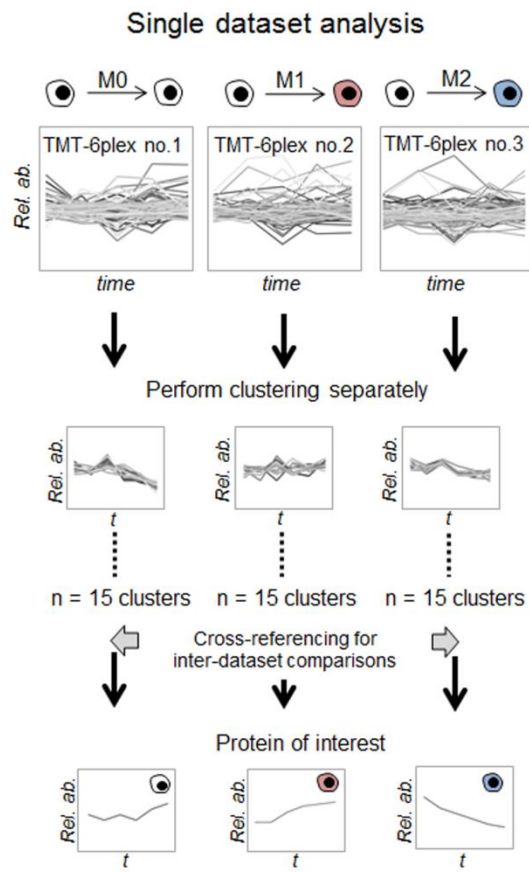 Single dataset analysis
M0 M1 M2
TMT-6plex no.1 TMT-6plex no.2 TMT-6plex no.3
Rel. ab.
time time time
Perform clustering separately
Rel. ab. Rel. ab. Rel. ab.
t t t
n = 15 clusters n = 15 clusters n = 15 clusters
Cross-referencing for
inter-dataset comparisons
Protein of interest
Rel. ab. Rel. ab. Rel. ab.
t t t